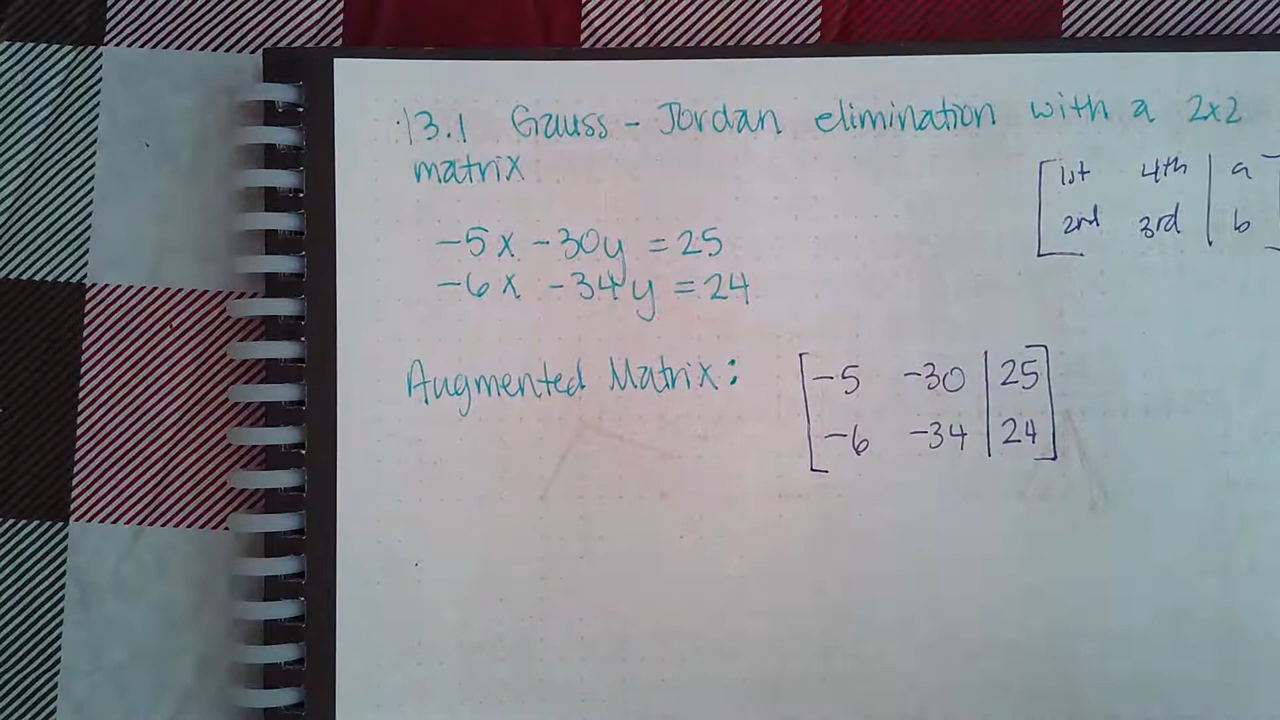 13.1 Gauss - Jordan elimination with a 2x2
matrix
1st 4th | a
2nd 3rd | b
-5x -30y = 25
-6x -34y = 24
Augmented Matrix: -5 -30 | 25
-6 -34 | 24